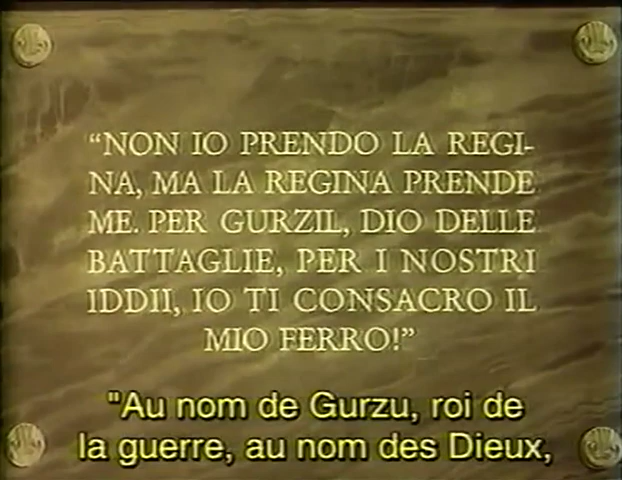 “NON IO PRENDO LA REGI-
NA, MA LA REGINA PRENDE
ME. PER GURZIL, DIO DELLE
BATTAGLIE, PER I NOSTRI
IDDII, IO TI CONSACRO IL
MIO FERRO!”
"Au nom de Gurzu, roi de
la guerre, au nom des Dieux,